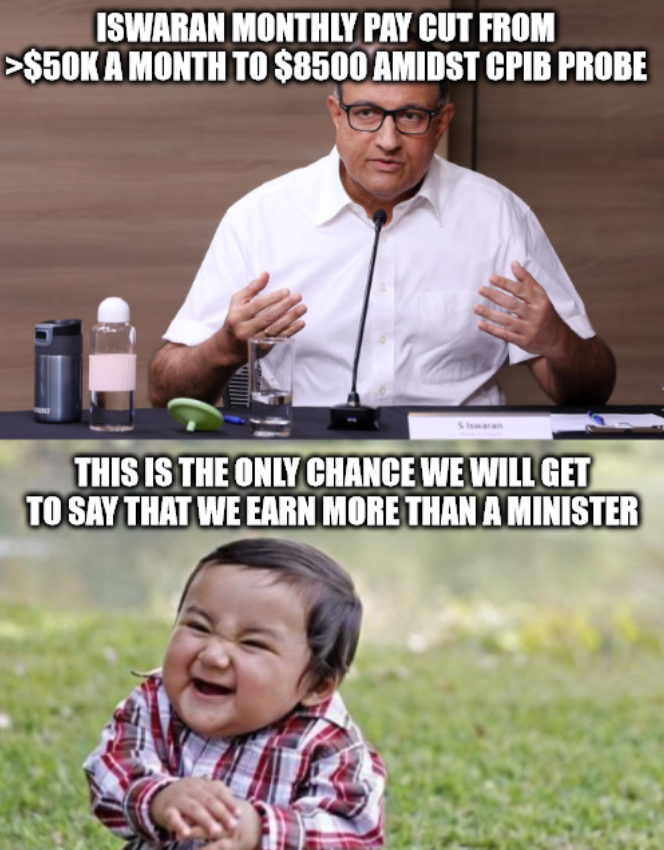 ISWARAN MONTHLY PAY CUT FROM
>$50K A MONTH TO $8500 AMIDST CPIB PROBE
S Iswaran
THIS IS THE ONLY CHANCE WE WILL GET
TO SAY THAT WE EARN MORE THAN A MINISTER